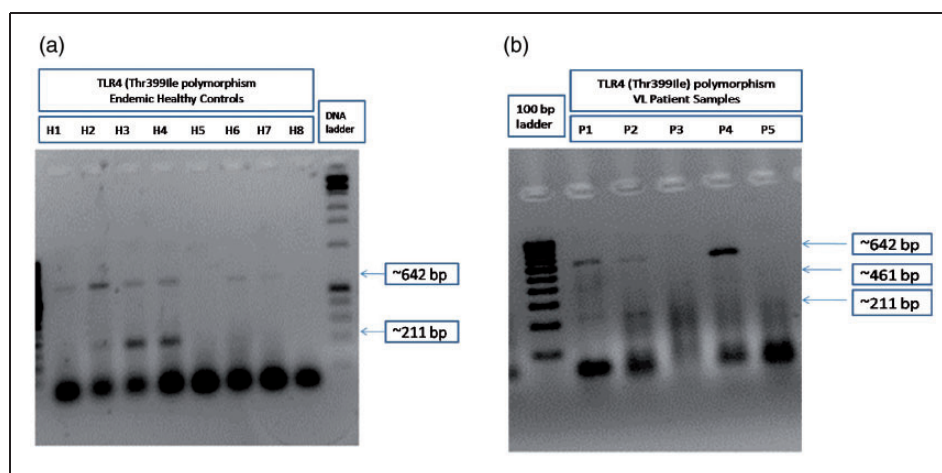 (a)
TLR4 (Thr399Ile polymorphism
Endemic Healthy Controls
H1 H2 H3 H4 H5 H6 H7 H8
DNA
ladder
~642 bp
~211 bp
(b)
100 bp
ladder
TLR4 (Thr399Ile) polymorphism
VL Patient Samples
P1 P2 P3 P4 P5
~642 bp
~461 bp
~211 bp